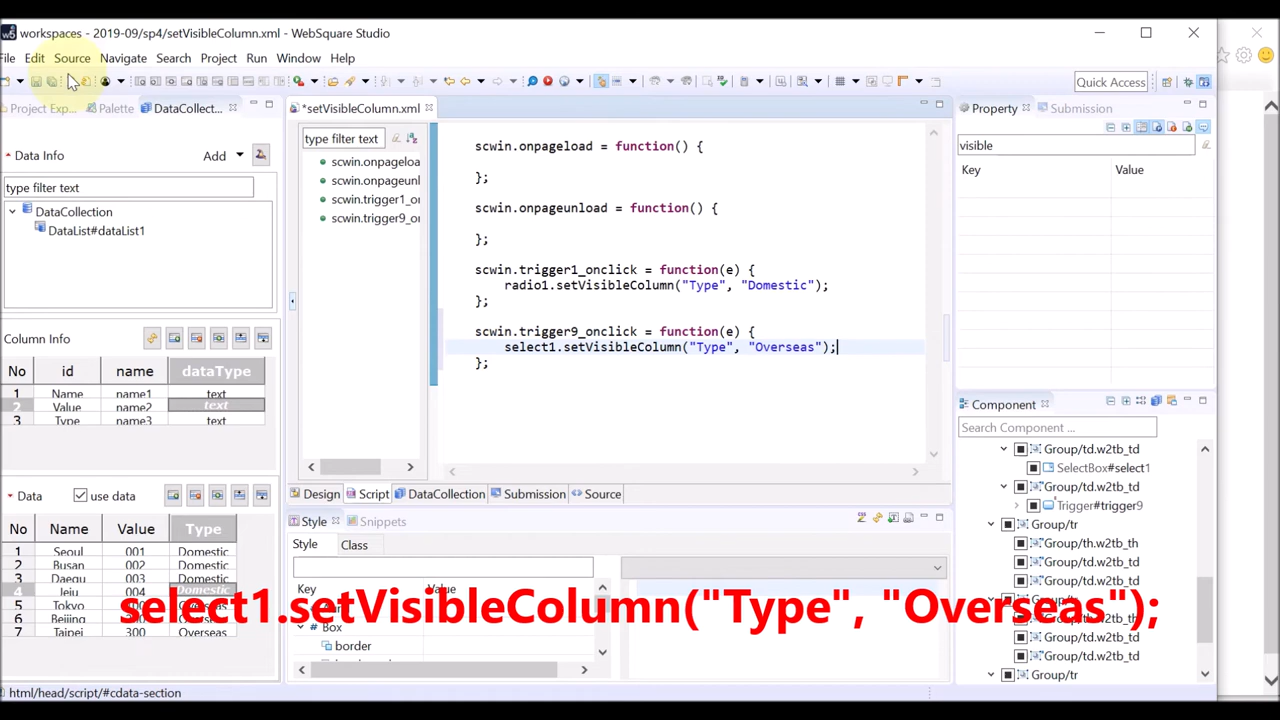 workspaces - 2019-09/sp4/setVisibleColumn.xml - WebSquare Studio
File Edit Source Navigate Search Project Run Window Help
Quick Access
Project Exp... Palette DataCollect...
Data Info
Add
type filter text
DataCollection
DataList#dataList1
Column Info
No id name dataType
1 Name name1 text
2 Value name2 text
3 Type name3 text
Data use data
No Name Value Type
1 Seoul 001 Domestic
2 Busan 002 Domestic
3 Daegu 003 Domestic
4 Jeju 004 Domestic
5 Tokyo Overseas
6 Beijing
7 Taipei 300 Overseas
*setVisibleColumn.xml
type filter text
scwin.onpageloa
scwin.onpageunl
scwin.trigger1_o
scwin.trigger9_o
scwin.onpageload = function() {
};
scwin.onpageunload = function() {
};
scwin.trigger1_onclick = function(e) {
radio1.setVisibleColumn("Type", "Domestic");
};
scwin.trigger9_onclick = function(e) {
select1.setVisibleColumn("Type", "Overseas");
};
Design Script DataCollection Submission Source
Style Snippets
Style Class
Key Value
Box
border
Property Submission
visible
Key Value
Component
Search Component ...
Group/td.w2tb_td
SelectBox#select1
Group/td.w2tb_td
Trigger#trigger9
Group/tr
Group/th.w2tb_th
Group/td.w2tb_td
Group/td.w2tb_td
Group/tr
Group/td.w2tb_td
Group/td.w2tb_td
Group/tr
select1.setVisibleColumn("Type", "Overseas");
html/head/script/#cdata-section